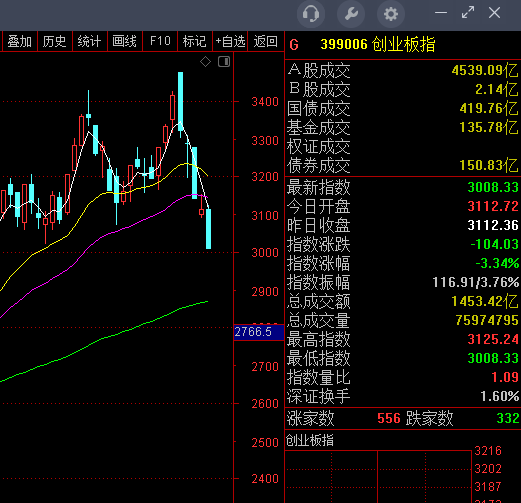 叠加 历史 统计 画线 F10 标记 +自选 返回
G 399006 创业板指
A股成交 4539.09亿
B股成交 2.14亿
国债成交 419.76亿
基金成交 135.78亿
权证成交
债券成交 150.83亿
最新指数 3008.33
今日开盘 3112.72
昨日收盘 3112.36
指数涨跌 -104.03
指数涨幅 -3.34%
指数振幅 116.91/3.76%
总成交额 1453.42亿
总成交量 75974795
最高指数 3125.24
最低指数 3008.33
指数量比 1.09
深证换手 1.60%
涨家数 556 跌家数 332
创业板指
3216
3202
3187
3400
3300
3200
3100
3000
2900
2766.5
2700
2600
2500
2400